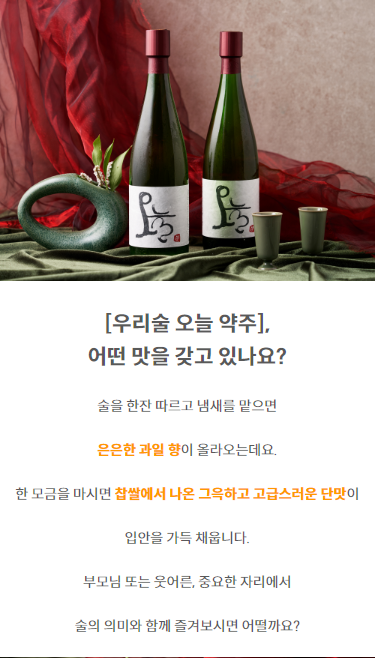 오늘
오늘
[우리술 오늘 약주],
어떤 맛을 갖고 있나요?
술을 한잔 따르고 냄새를 맡으면
은은한 과일 향이 올라오는데요.
한 모금을 마시면 찹쌀에서 나온 그윽하고 고급스러운 단맛이
입안을 가득 채웁니다.
부모님 또는 웃어른, 중요한 자리에서
술의 의미와 함께 즐겨보시면 어떨까요?